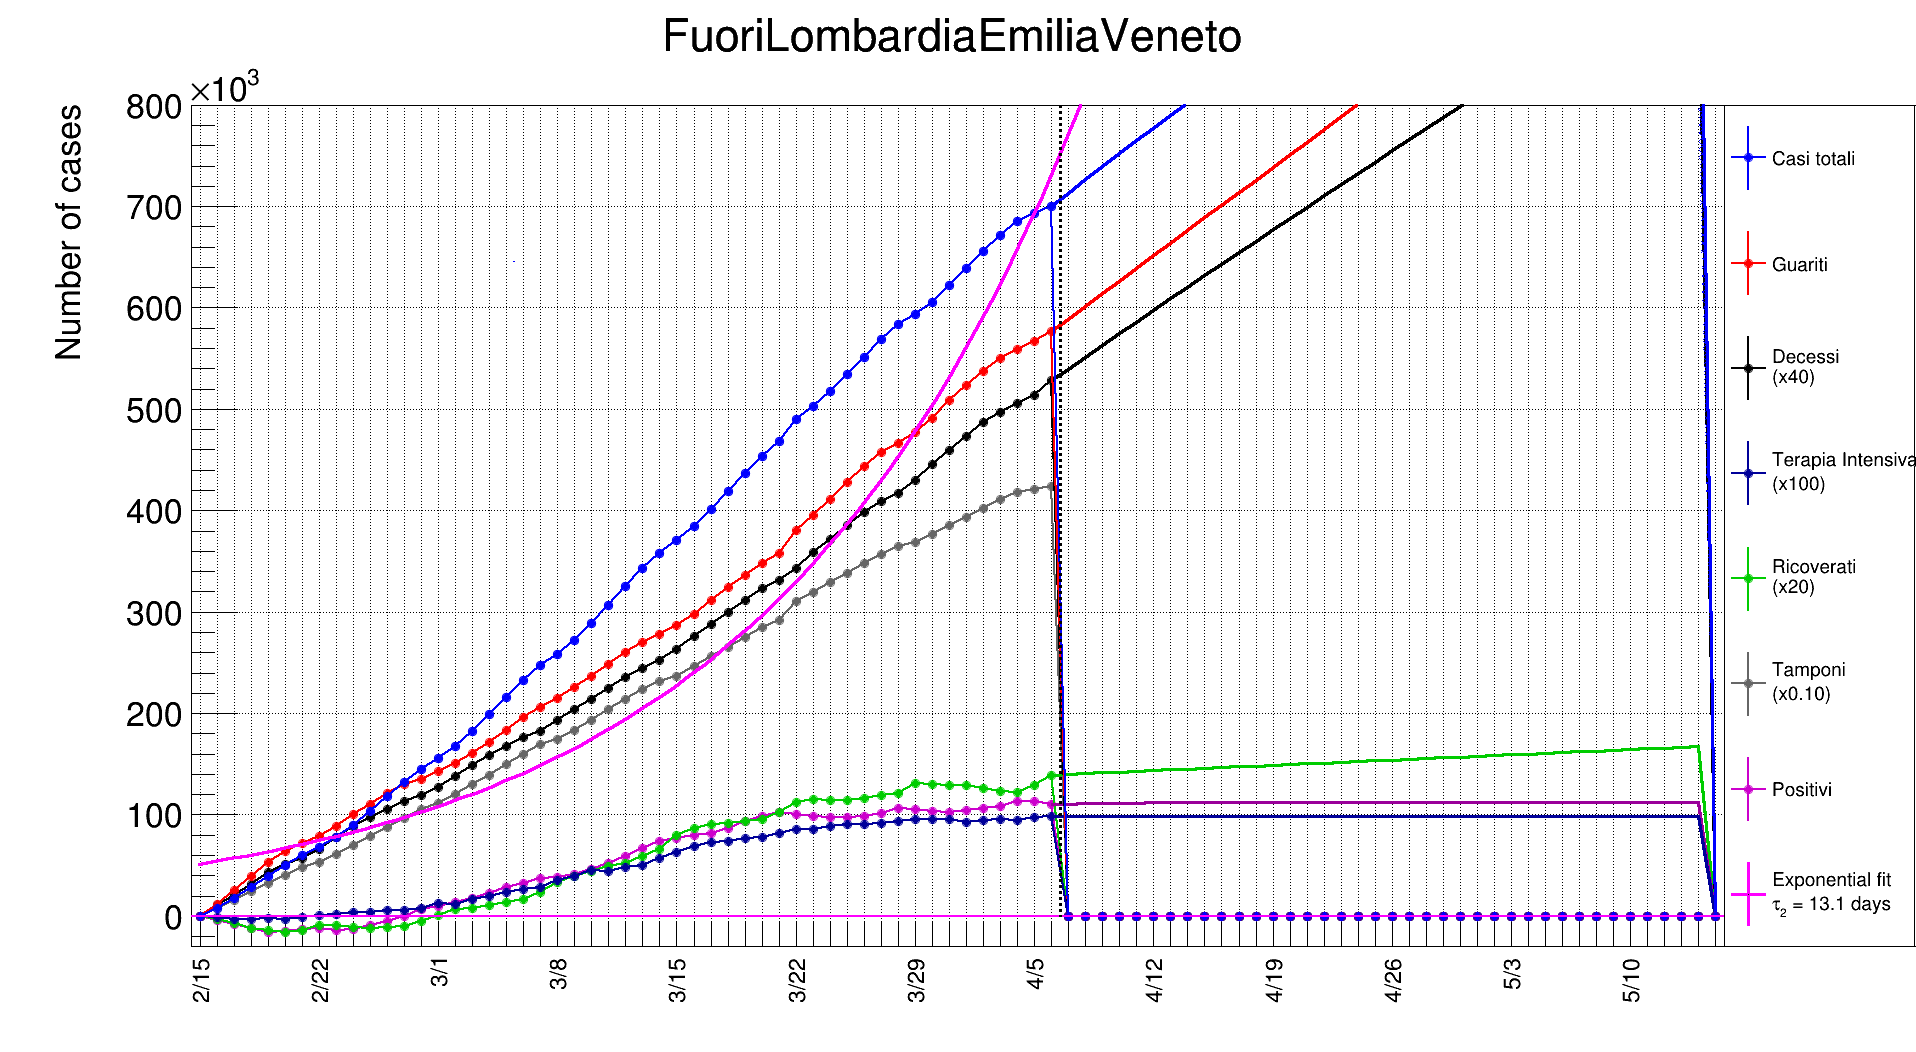 FuoriLombardiaEmiliaVeneto
×10³
Number of cases
800
700
600
500
400
300
200
100
0
2/15
2/22
3/1
3/8
3/15
3/22
3/29
4/5
4/12
4/19
4/26
5/3
5/10
Casi totali
Guariti
Decessi
(x40)
Terapia Intensiva
(x100)
Ricoverati
(x20)
Tamponi
(x0.10)
Positivi
Exponential fit
τ₂ = 13.1 days